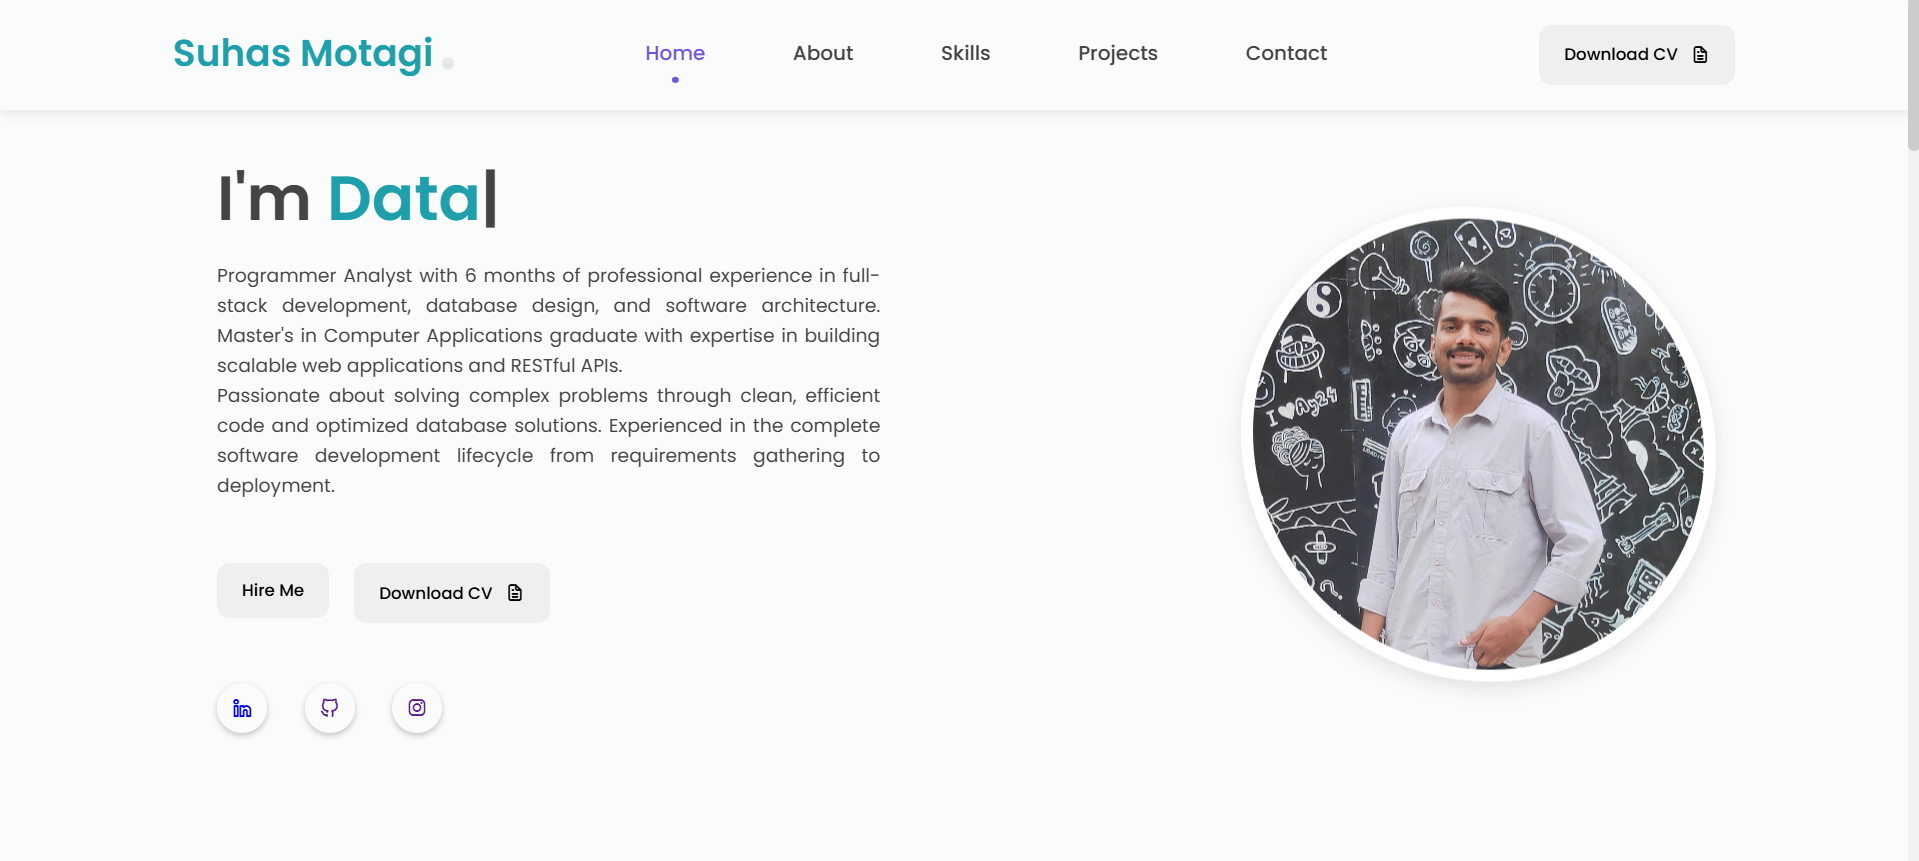 Suhas Motagi
Home
About
Skills
Projects
Contact
Download CV
I'm Data|
Programmer Analyst with 6 months of professional experience in full-
stack development, database design, and software architecture.
Master's in Computer Applications graduate with expertise in building
scalable web applications and RESTful APIs.
Passionate about solving complex problems through clean, efficient
code and optimized database solutions. Experienced in the complete
software development lifecycle from requirements gathering to
deployment.
Hire Me
Download CV
I ♥ Ay24